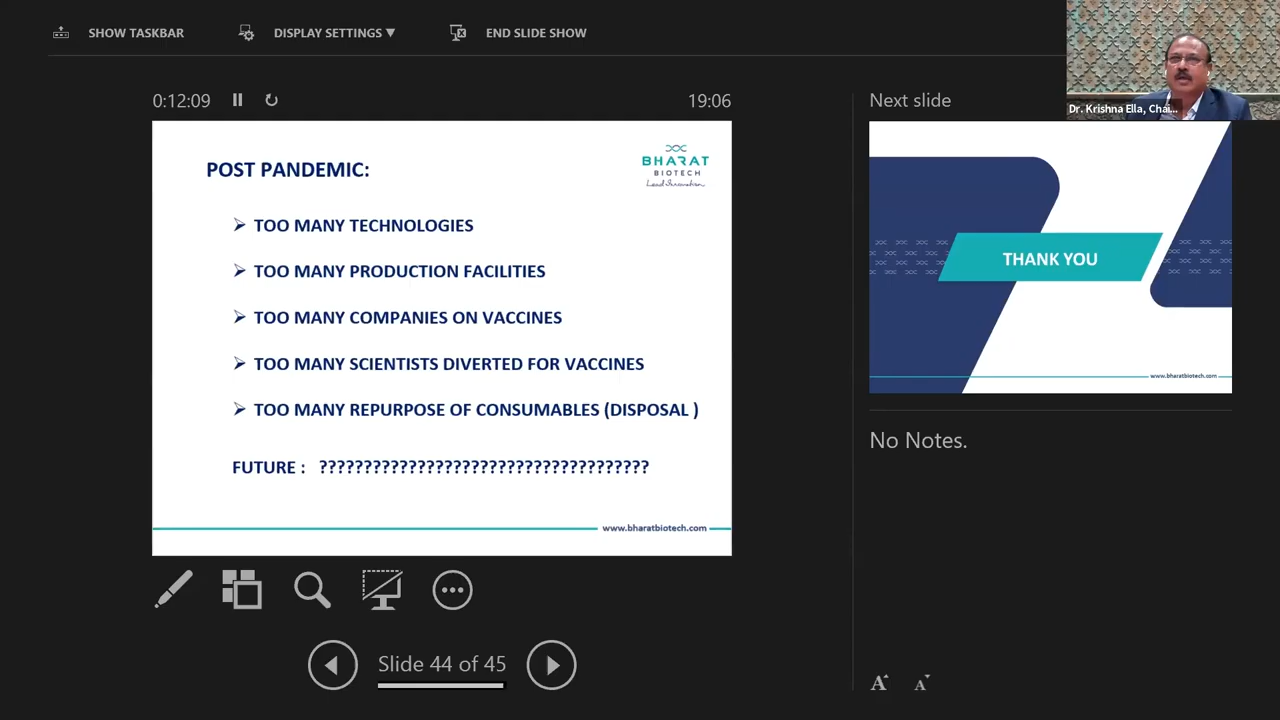 SHOW TASKBAR
DISPLAY SETTINGS ▼
END SLIDE SHOW
Dr. Krishna Ella, Chai...
0:12:09
19:06
Next slide
POST PANDEMIC:
BHARAT
BIOTECH
Lead Innovation
➢ TOO MANY TECHNOLOGIES
➢ TOO MANY PRODUCTION FACILITIES
➢ TOO MANY COMPANIES ON VACCINES
➢ TOO MANY SCIENTISTS DIVERTED FOR VACCINES
➢ TOO MANY REPURPOSE OF CONSUMABLES (DISPOSAL )
FUTURE : ?????????????????????????????????????
www.bharatbiotech.com
THANK YOU
www.bharatbiotech.com
No Notes.
Slide 44 of 45
A A